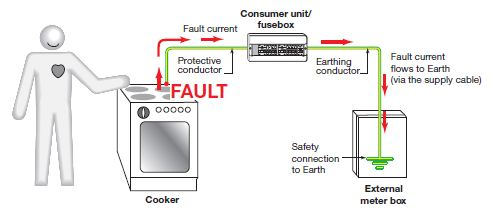 Consumer unit/
fusebox
Fault current
Protective
conductor
Earthing
conductor
Fault current
flows to Earth
(via the supply cable)
FAULT
Safety
connection
to Earth
Cooker
External
meter box